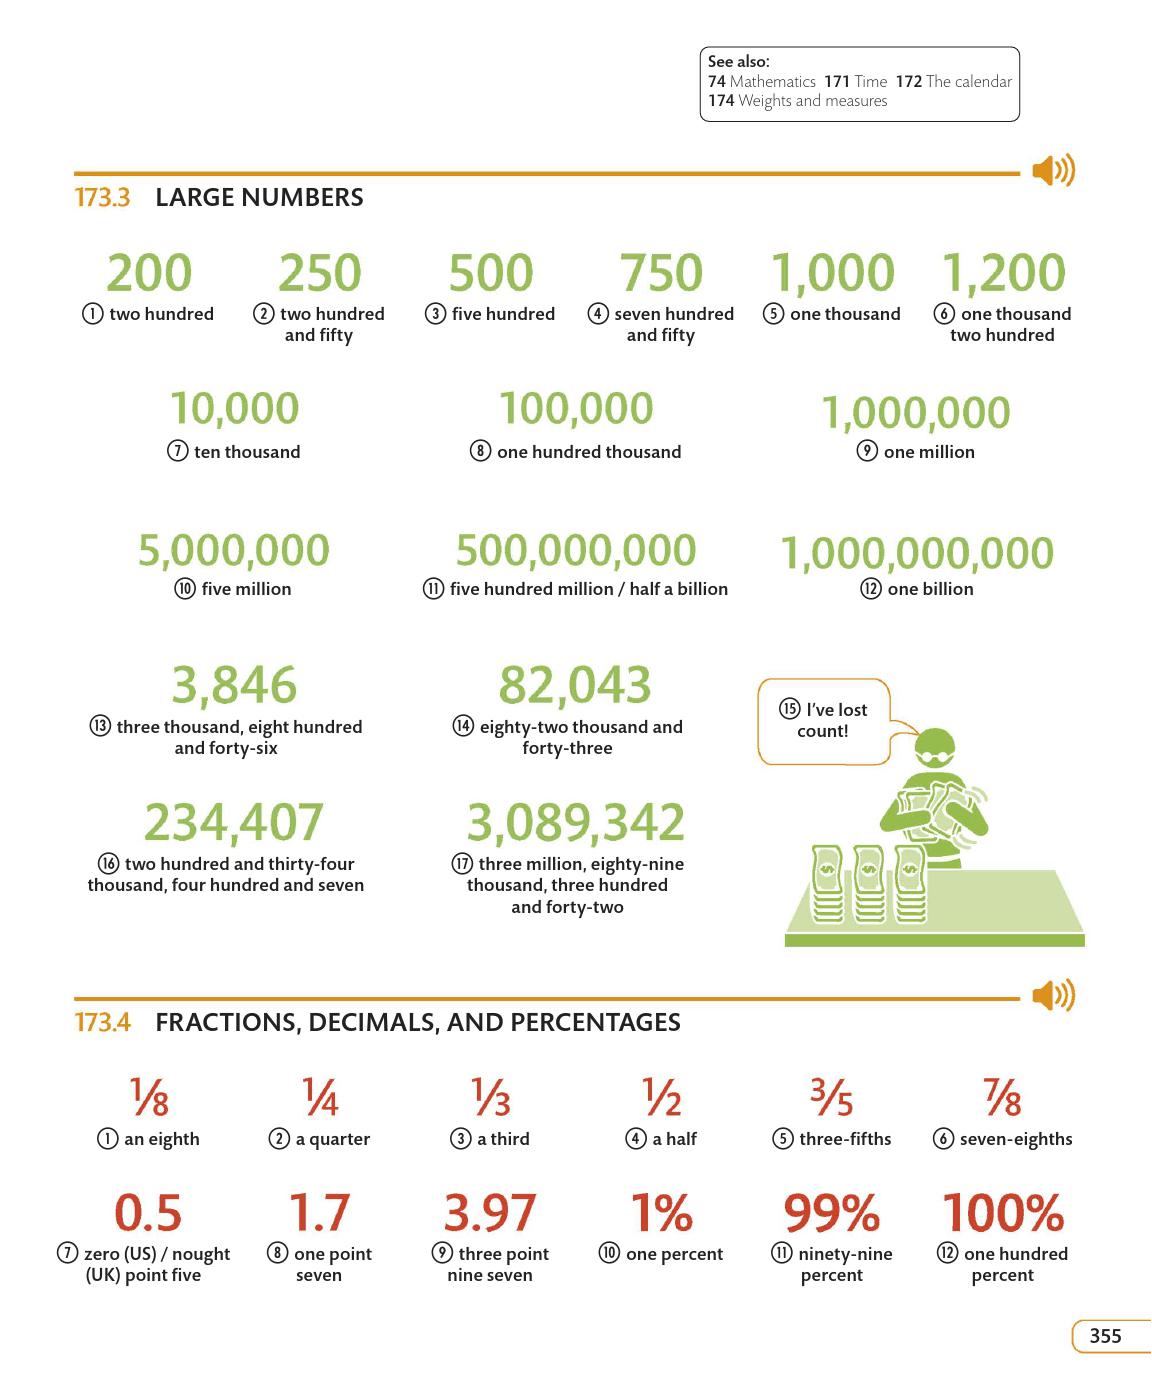 See also:
74 Mathematics 171 Time 172 The calendar
174 Weights and measures
173.3 LARGE NUMBERS
200 250 500 750 1,000 1,200
① two hundred ② two hundred ③ five hundred ④ seven hundred ⑤ one thousand ⑥ one thousand
and fifty and fifty two hundred
10,000 100,000 1,000,000
⑦ ten thousand ⑧ one hundred thousand ⑨ one million
5,000,000 500,000,000 1,000,000,000
⑩ five million ⑪ five hundred million / half a billion ⑫ one billion
3,846 82,043
⑬ three thousand, eight hundred
and forty-six
⑭ eighty-two thousand and
forty-three
⑮ I've lost
count!
234,407 3,089,342
⑯ two hundred and thirty-four
thousand, four hundred and seven
⑰ three million, eighty-nine
thousand, three hundred
and forty-two
173.4 FRACTIONS, DECIMALS, AND PERCENTAGES
1/8 1/4 1/3 1/2 3/5 7/8
① an eighth ② a quarter ③ a third ④ a half ⑤ three-fifths ⑥ seven-eighths
0.5 1.7 3.97 1% 99% 100%
⑦ zero (US) / nought ⑧ one point ⑨ three point ⑩ one percent ⑪ ninety-nine ⑫ one hundred
(UK) point five seven nine seven percent percent
355